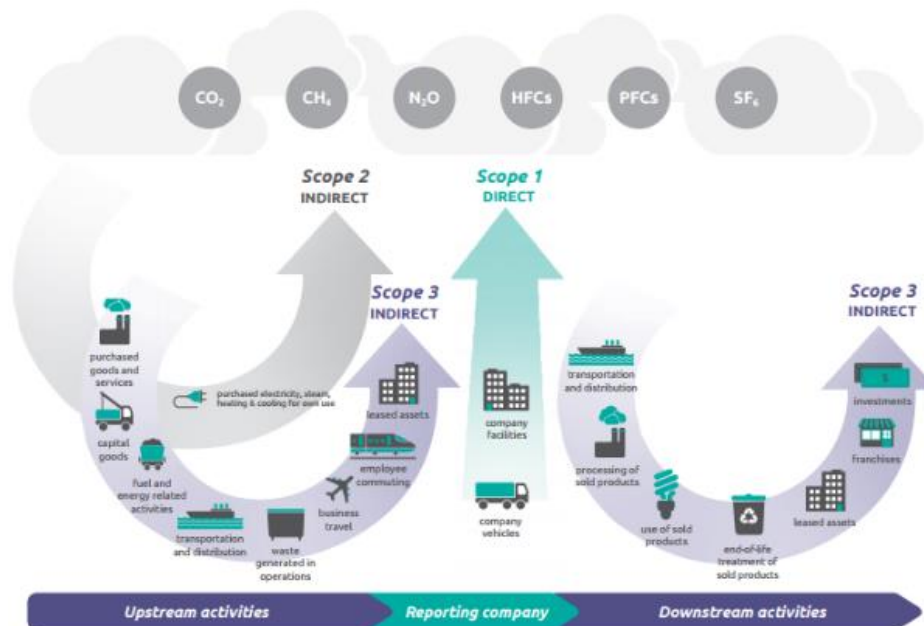 CO₂
CH₄
N₂O
HFCs
PFCs
SF₆
Scope 2
INDIRECT
Scope 1
DIRECT
Scope 3
INDIRECT
Scope 3
INDIRECT
purchased
goods and
services
capital
goods
fuel and
energy related
activities
transportation
and distribution
waste
generated in
operations
business
travel
employee
commuting
leased assets
purchased electricity, steam,
heating & cooling for own use
company
facilities
company
vehicles
transportation
and distribution
processing of
sold products
use of sold
products
end-of-life
treatment of
sold products
leased assets
franchises
$
investments
Upstream activities
Reporting company
Downstream activities